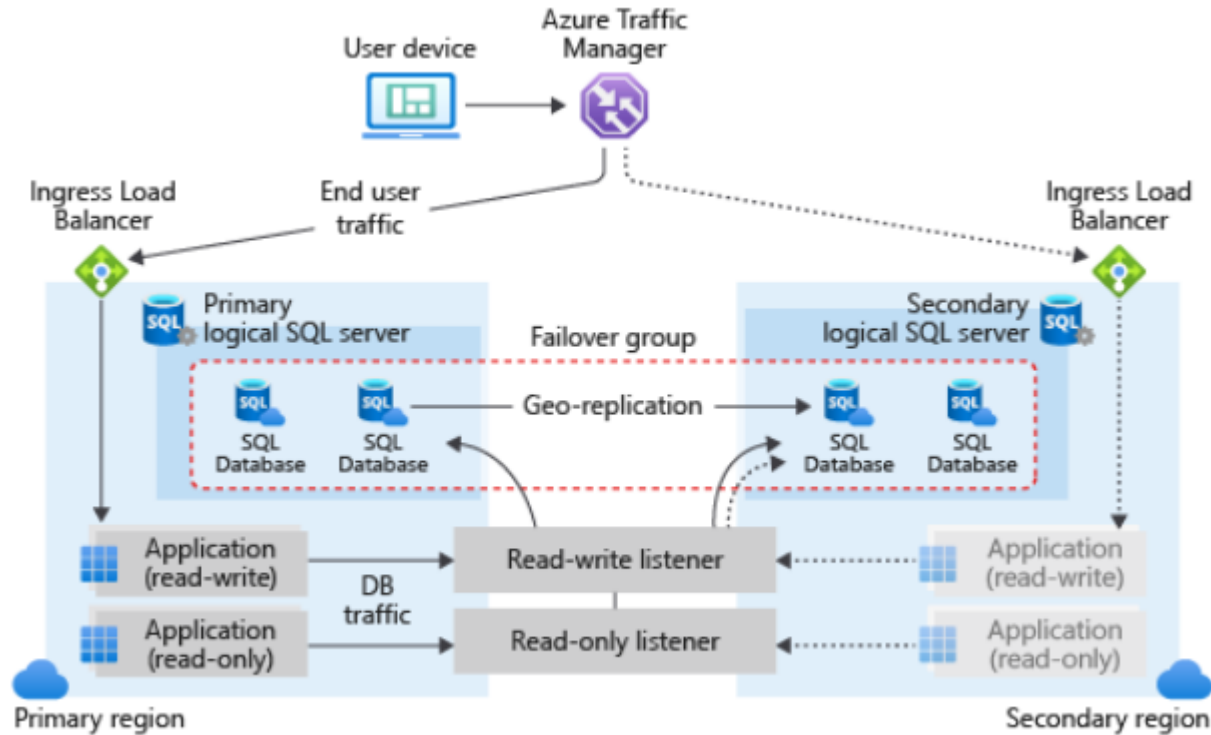 Azure Traffic
Manager
User device
Ingress Load
Balancer
End user
traffic
Ingress Load
Balancer
SQL
Primary
logical SQL server
Secondary
logical SQL server
SQL
Failover group
SQL
SQL
Database
SQL
SQL
Database
Geo-replication
SQL
SQL
Database
SQL
SQL
Database
Application
(read-write)
DB
traffic
Read-write listener
Application
(read-write)
Application
(read-only)
Read-only listener
Application
(read-only)
Primary region
Secondary region